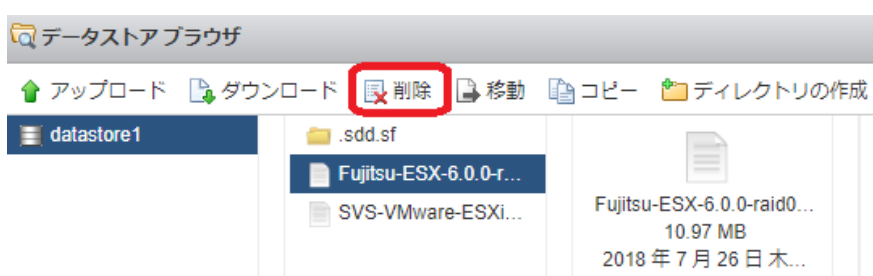 データストア ブラウザ
アップロード ダウンロード 削除 移動 コピー ディレクトリの作成
datastore1
.sdd.sf
Fujitsu-ESX-6.0.0-r...
SVS-VMware-ESXi...
Fujitsu-ESX-6.0.0-raid0...
10.97 MB
2018 年 7 月 26 日 木...